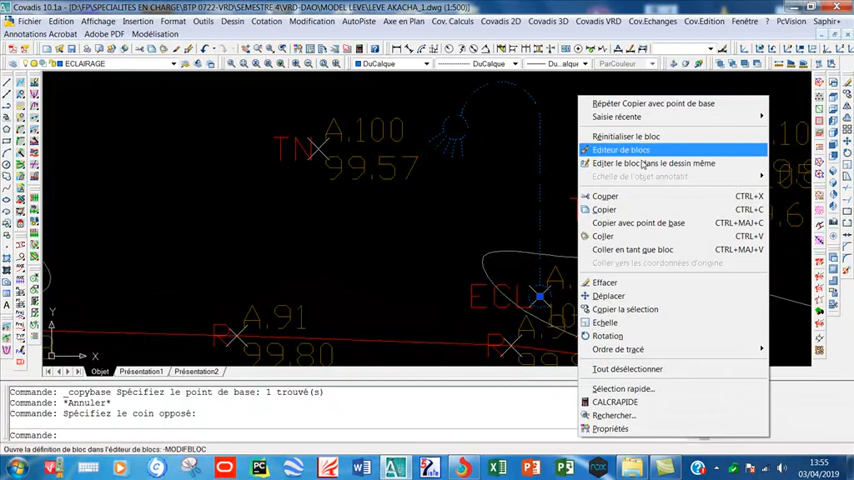 Covadis 10.1a - [D:\FP\SPECIALITES EN CHARGE\BTP 0722-VRD\SEMESTRE 4\VRD-DAO\MODEL LEVE\LEVE AKACHA_1.dwg (1:500)]
Fichier Edition Affichage Insertion Format Outils Dessin Cotation Modification AutoPiste Axe en Plan Cov.Calculs Covadis 2D Covadis 3D Covadis VRD Cov.Echanges Cov.Edition Fenêtre ? PcVision Saphir+
Annotations Acrobat Adobe PDF Modélisation
ECLAIRAGE DuCalque DuCalque Du...alque ParCouleur
A.100
TN
99.57
ECL
A.
A.91
R
99.80
R
Y
X
Répéter Copier avec point de base
Saisie récente
Réinitialiser le bloc
Editeur de blocs
Editer le bloc dans le dessin même
Echelle de l'objet annotatif
Couper CTRL+X
Copier CTRL+C
Copier avec point de base CTRL+MAJ+C
Coller CTRL+V
Coller en tant que bloc CTRL+MAJ+V
Coller vers les coordonnées d'origine
Effacer
Déplacer
Copier la sélection
Echelle
Rotation
Ordre de tracé
Tout désélectionner
Sélection rapide...
CALCRAPIDE
Rechercher...
Propriétés
Objet Présentation1 Présentation2
Commande: _copybase Spécifiez le point de base: 1 trouvé(s)
Commande: *Annuler*
Commande: Spécifiez le coin opposé:
Commande:
Ouvre la définition de bloc dans l'éditeur de blocs:-MODIFBLOC
13:55
03/04/2019